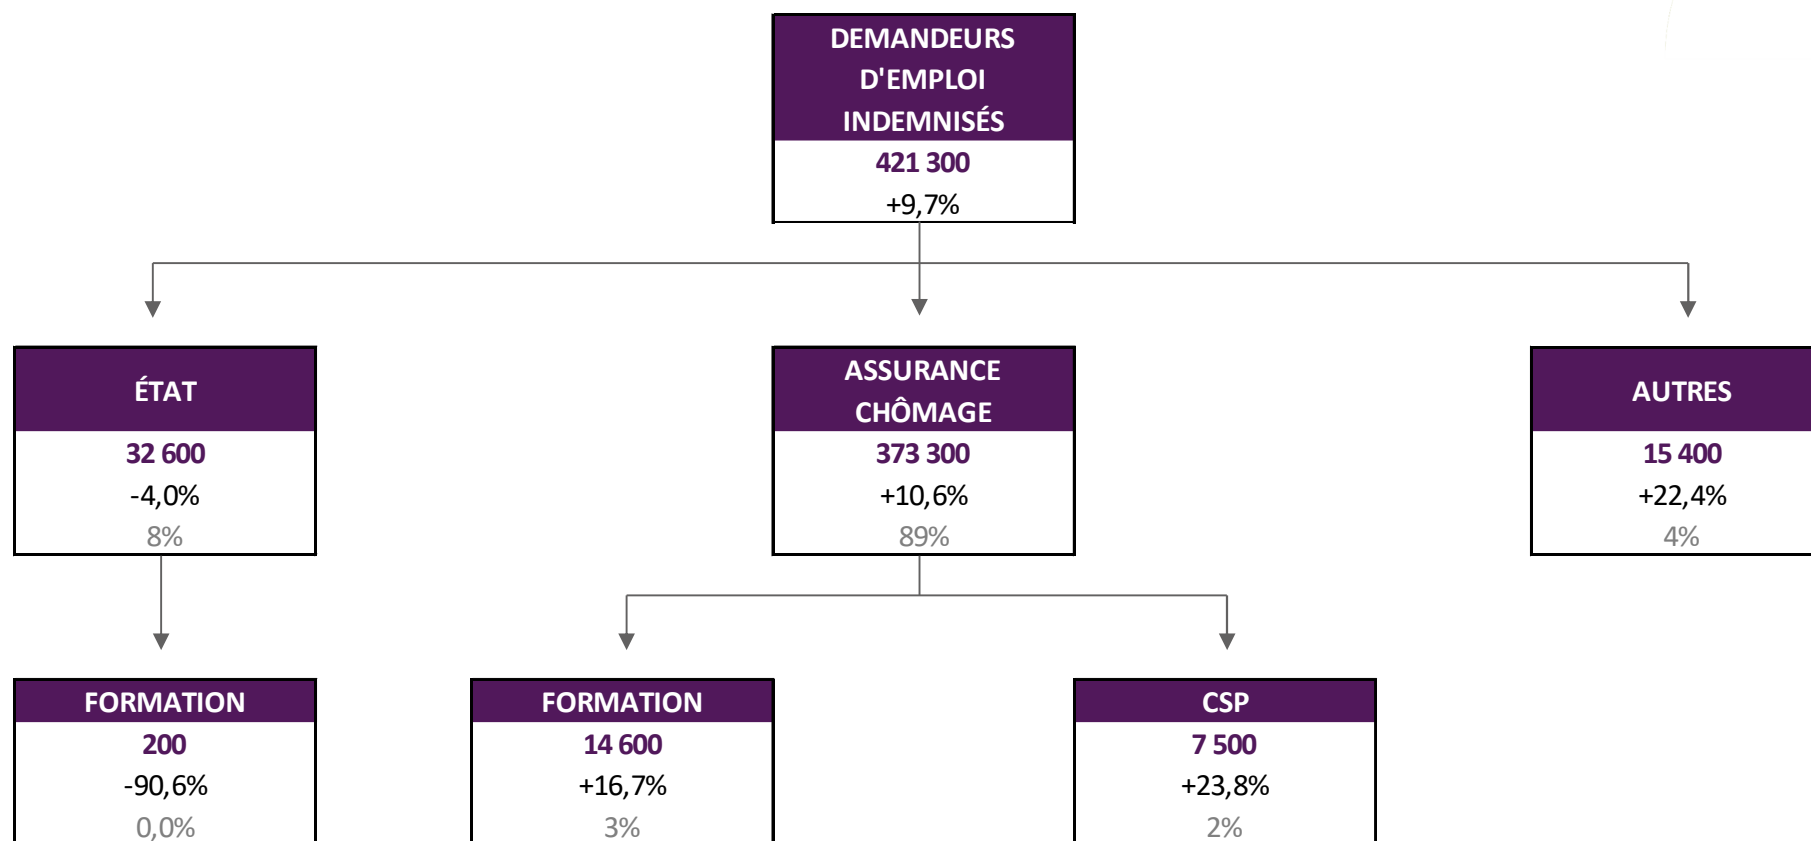 DEMANDEURS
D'EMPLOI
INDEMNISÉS
421 300
+9,7%
ÉTAT
32 600
-4,0%
8%
ASSURANCE
CHÔMAGE
373 300
+10,6%
89%
AUTRES
15 400
+22,4%
4%
FORMATION
200
-90,6%
0,0%
FORMATION
14 600
+16,7%
3%
CSP
7 500
+23,8%
2%